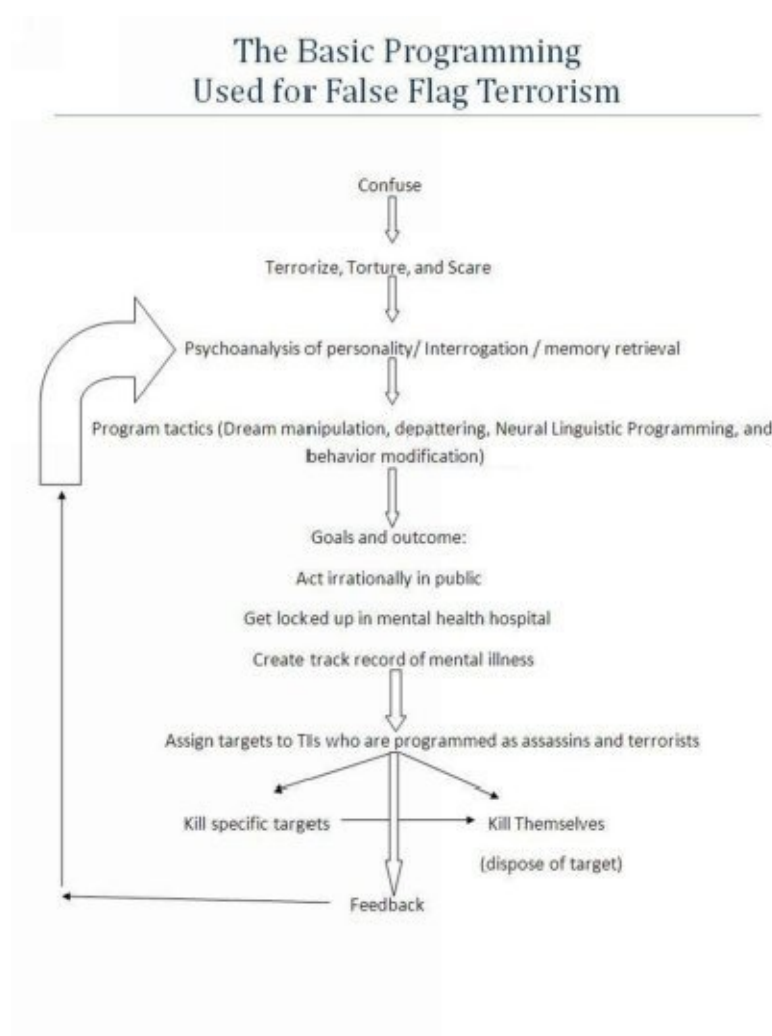 The Basic Programming
Used for False Flag Terrorism
Confuse
Terrorize, Torture, and Scare
Psychoanalysis of personality/ Interrogation / memory retrieval
Program tactics (Dream manipulation, depattering, Neural Linguistic Programming, and
behavior modification)
Goals and outcome:
Act irrationally in public
Get locked up in mental health hospital
Create track record of mental illness
Assign targets to TIs who are programmed as assassins and terrorists
Kill specific targets
Kill Themselves
(dispose of target)
Feedback